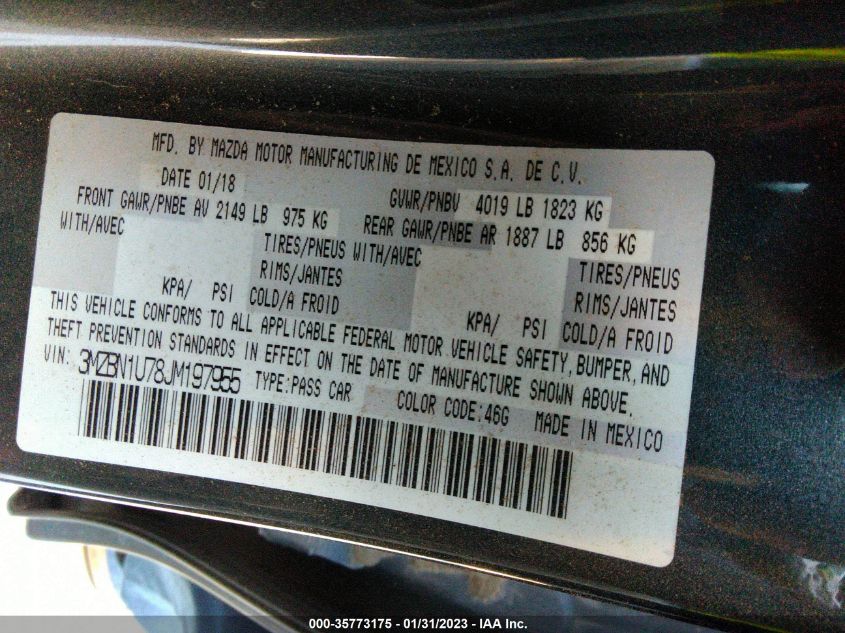 MFD. BY MAZDA MOTOR MANUFACTURING DE MEXICO S.A. DE C.V.
DATE 01/18 GVWR/PNBV 4019 LB 1823 KG
FRONT GAWR/PNBE AV 2149 LB 975 KG REAR GAWR/PNBE AR 1887 LB 856 KG
WITH/AVEC TIRES/PNEUS WITH/AVEC TIRES/PNEUS
RIMS/JANTES RIMS/JANTES
KPA/ PSI COLD/A FROID KPA/ PSI COLD/A FROID
THIS VEHICLE CONFORMS TO ALL APPLICABLE FEDERAL MOTOR VEHICLE SAFETY, BUMPER, AND
THEFT PREVENTION STANDARDS IN EFFECT ON THE DATE OF MANUFACTURE SHOWN ABOVE.
VIN: 3MZBN1U78JM197955 TYPE:PASS CAR COLOR CODE:46G MADE IN MEXICO
000-35773175 - 01/31/2023 - IAA Inc.